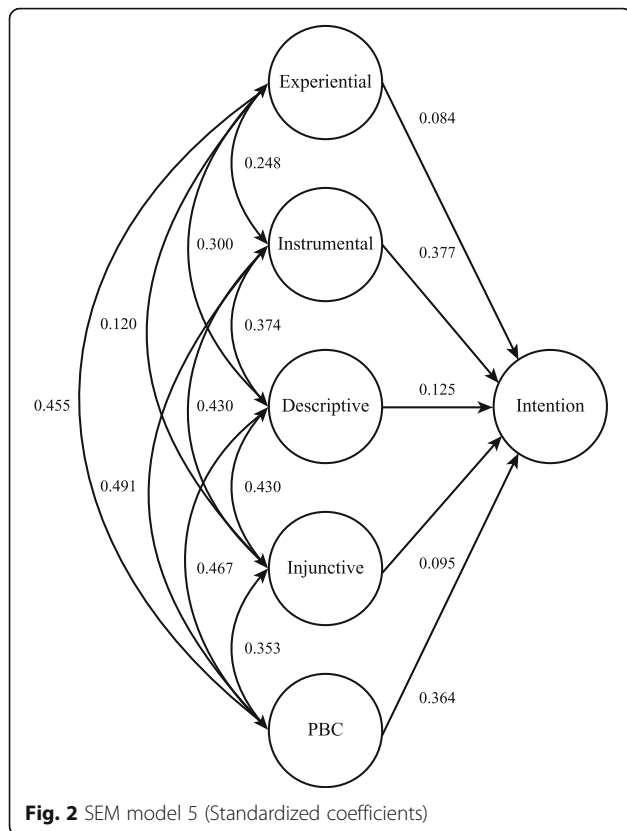 Experiential
0.084
0.248
Instrumental
0.377
0.300
0.120
0.374
Descriptive
0.125
Intention
0.455
0.430
0.491
0.430
Injunctive
0.467
0.095
0.353
0.364
PBC
Fig. 2 SEM model 5 (Standardized coefficients)